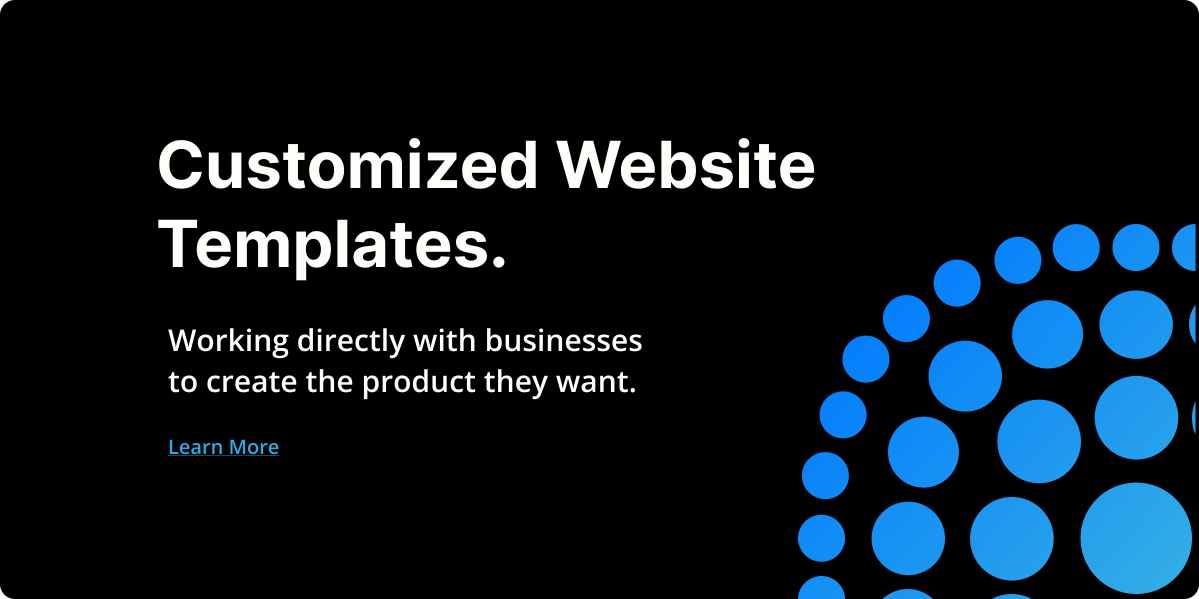 Customized Website
Templates.
Working directly with businesses
to create the product they want.
Learn More